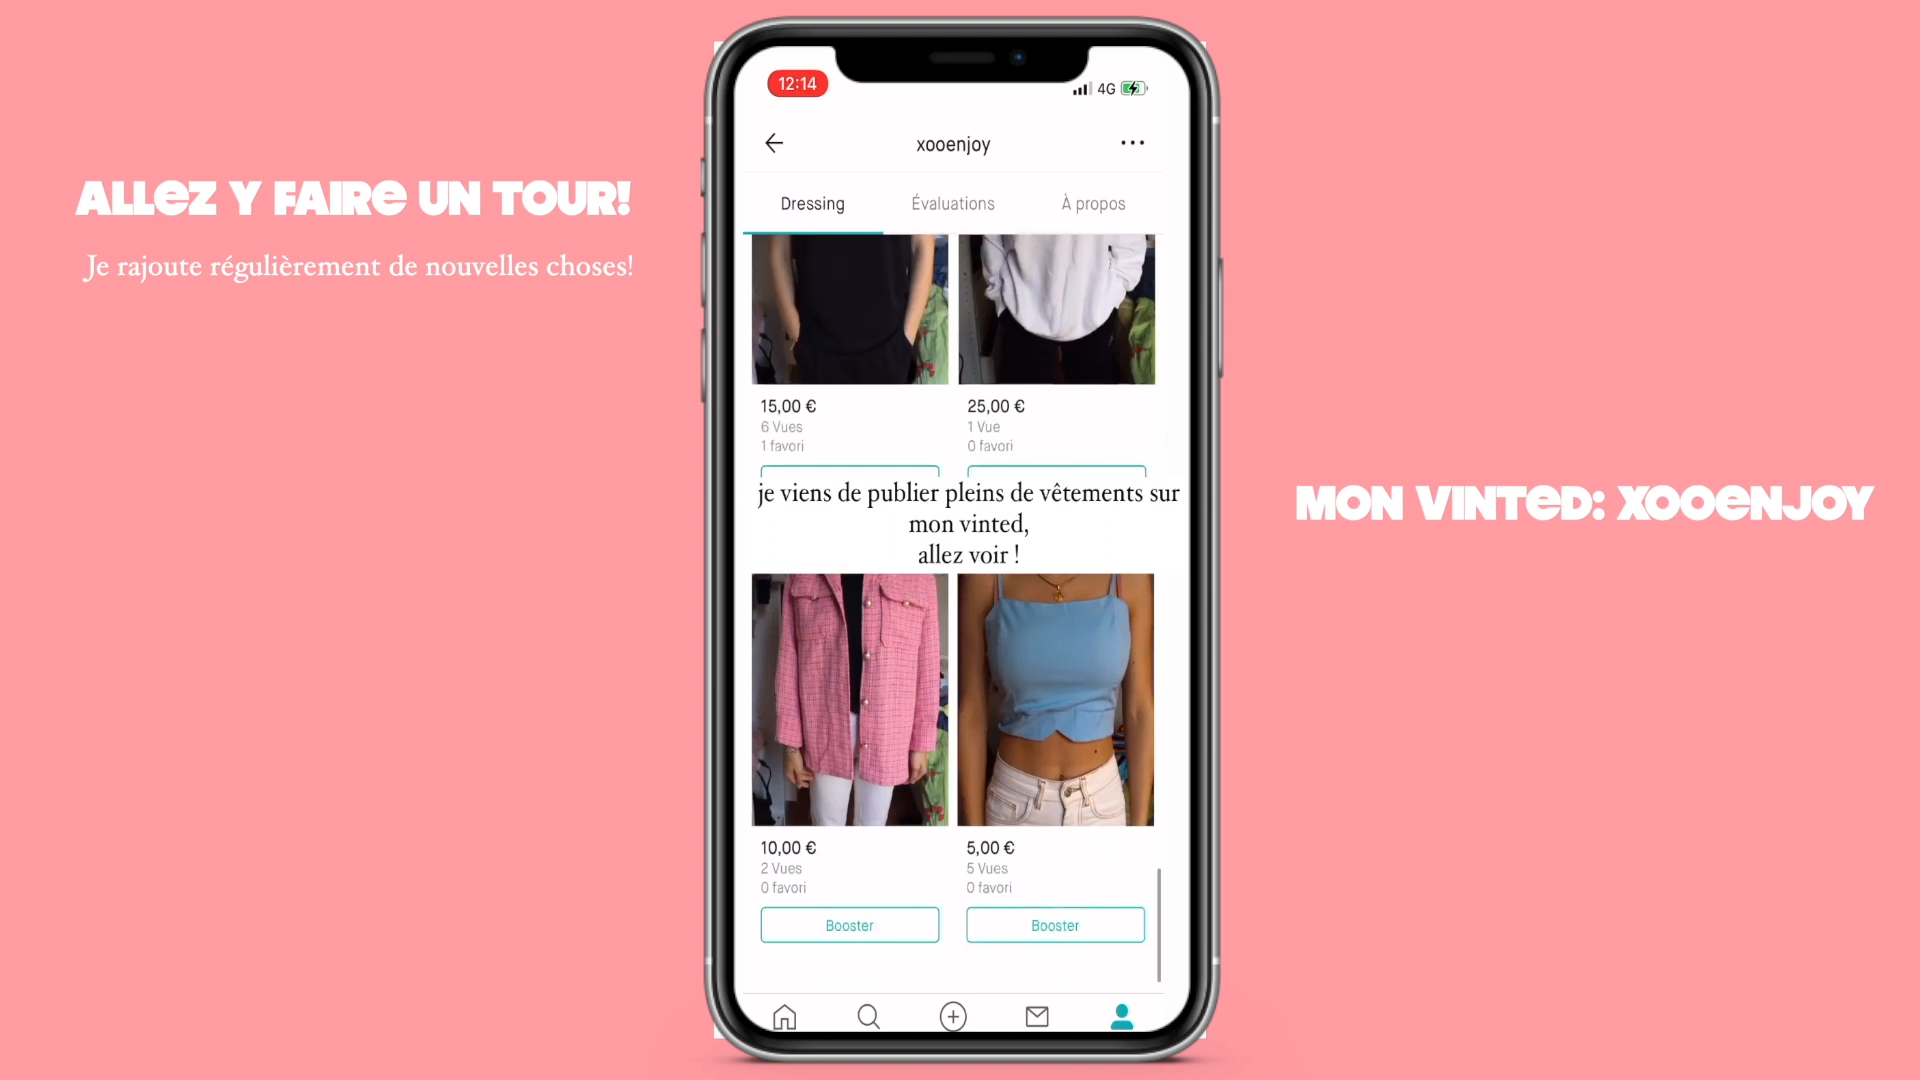 ALLEZ Y FAIRE UN TOUR!
Je rajoute régulièrement de nouvelles choses!
12:14
4G
xooenjoy
Dressing
Évaluations
À propos
15,00 €
6 Vues
1 favori
25,00 €
1 Vue
0 favori
je viens de publier pleins de vêtements sur
mon vinted,
allez voir !
10,00 €
2 Vues
0 favori
Booster
5,00 €
5 Vues
0 favori
Booster
MON VINTED: XOOENJOY